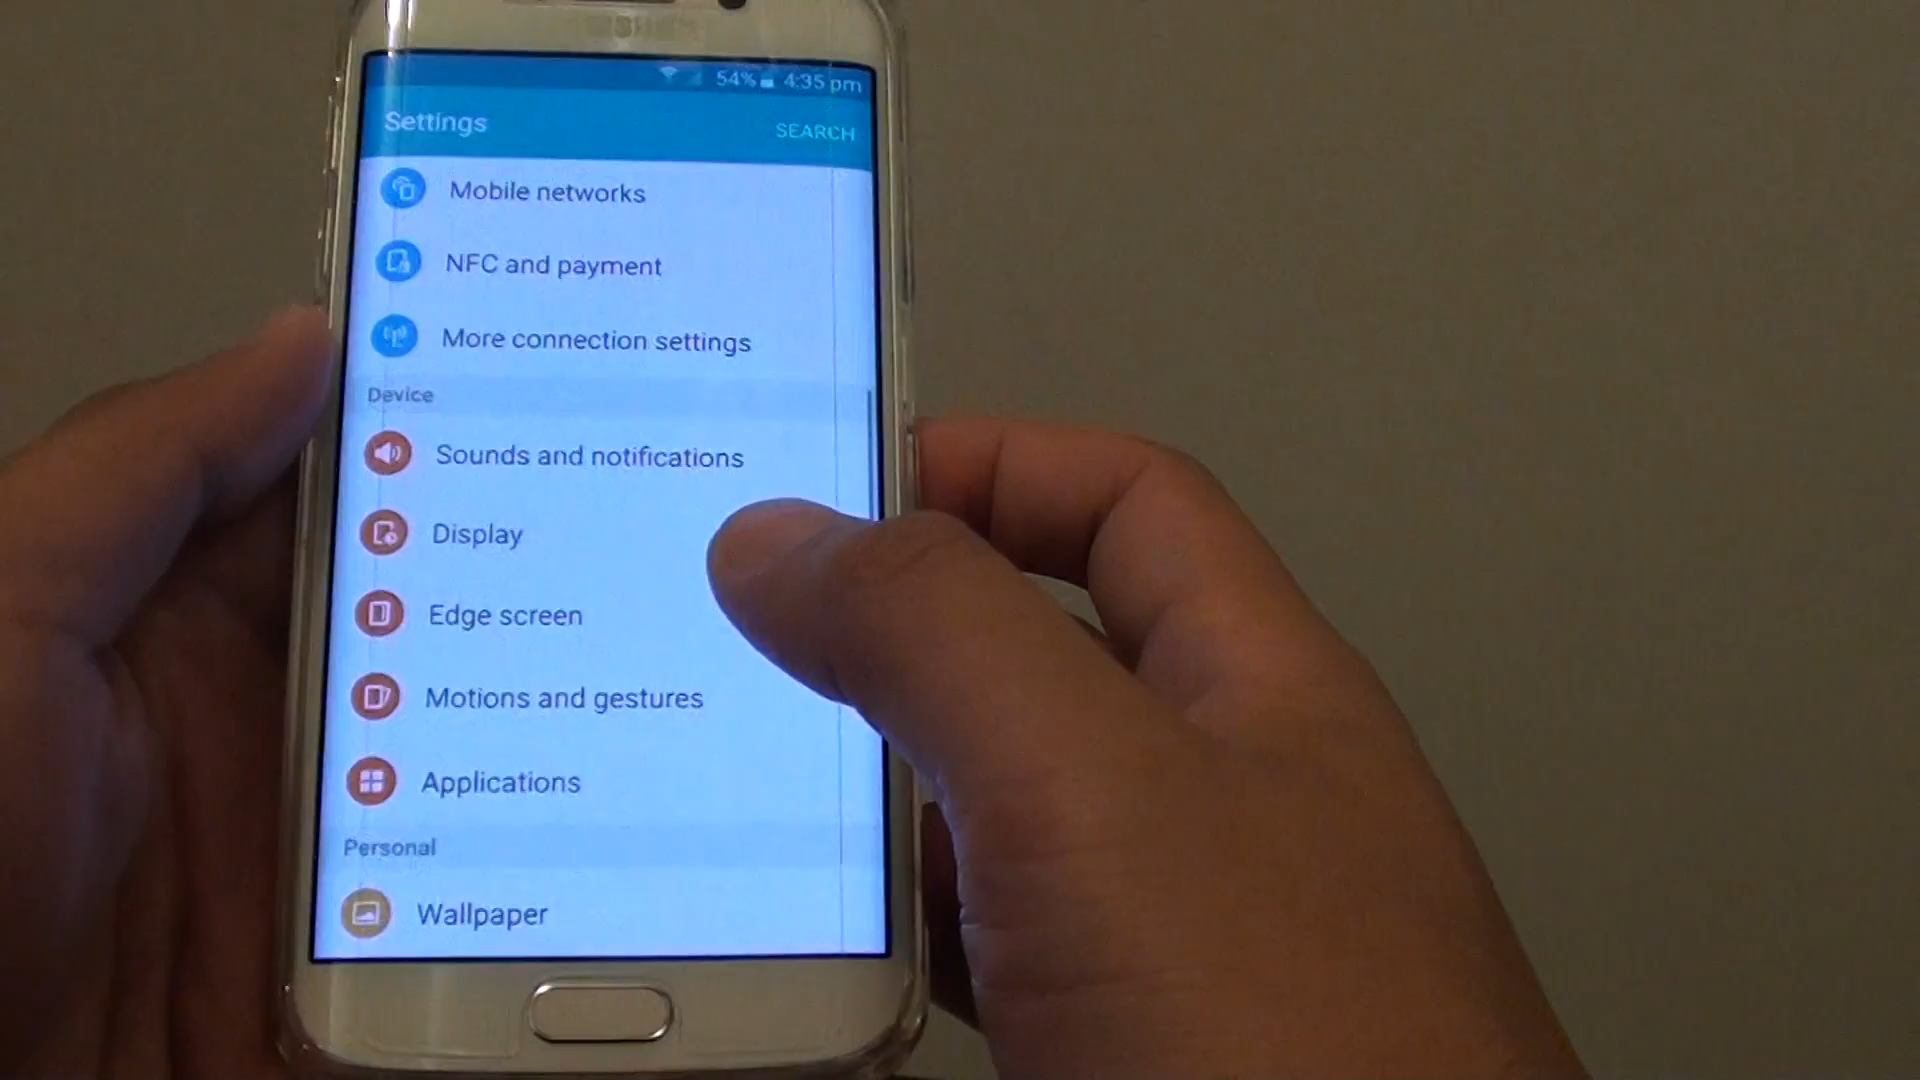 54% 4:35 pm
Settings
SEARCH
Mobile networks
NFC and payment
More connection settings
Device
Sounds and notifications
Display
Edge screen
Motions and gestures
Applications
Personal
Wallpaper